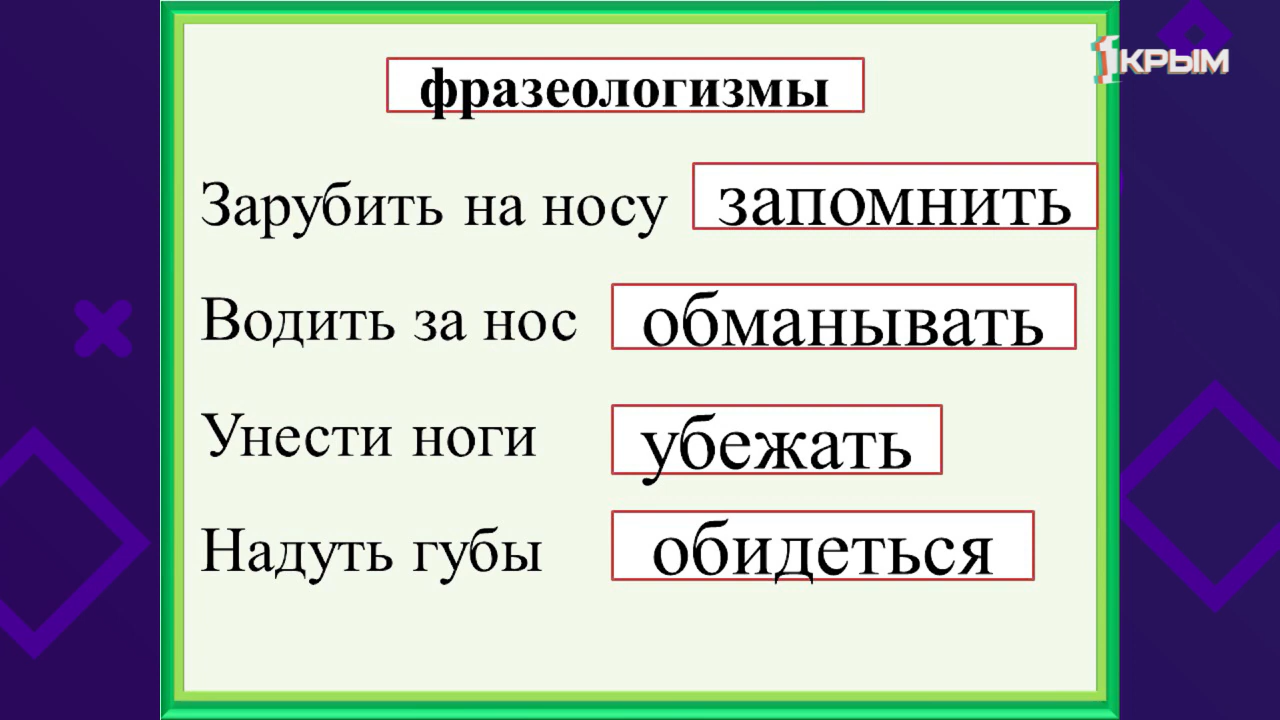 1КРЫМ
фразеологизмы
Зарубить на носу запомнить
Водить за нос обманывать
Унести ноги убежать
Надуть губы обидеться